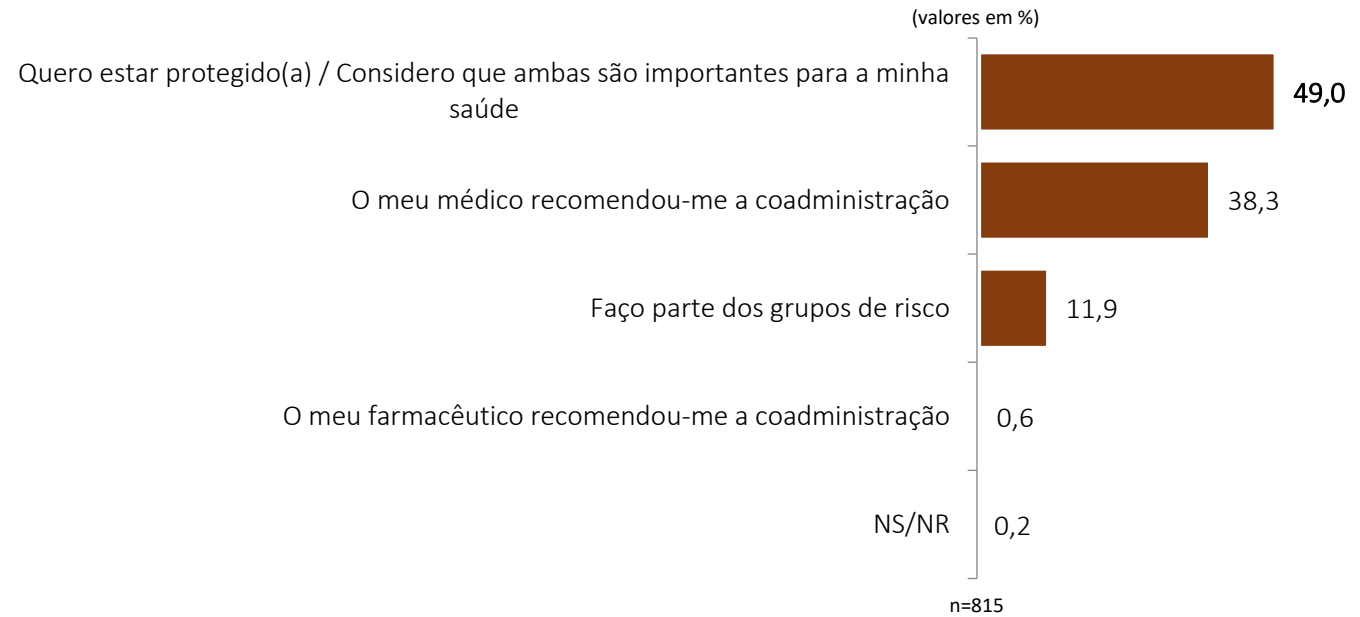 (valores em %)
Quero estar protegido(a) / Considero que ambas são importantes para a minha
saúde
49,0
O meu médico recomendou-me a coadministração
38,3
Faço parte dos grupos de risco
11,9
O meu farmacêutico recomendou-me a coadministração
0,6
NS/NR
0,2
n=815